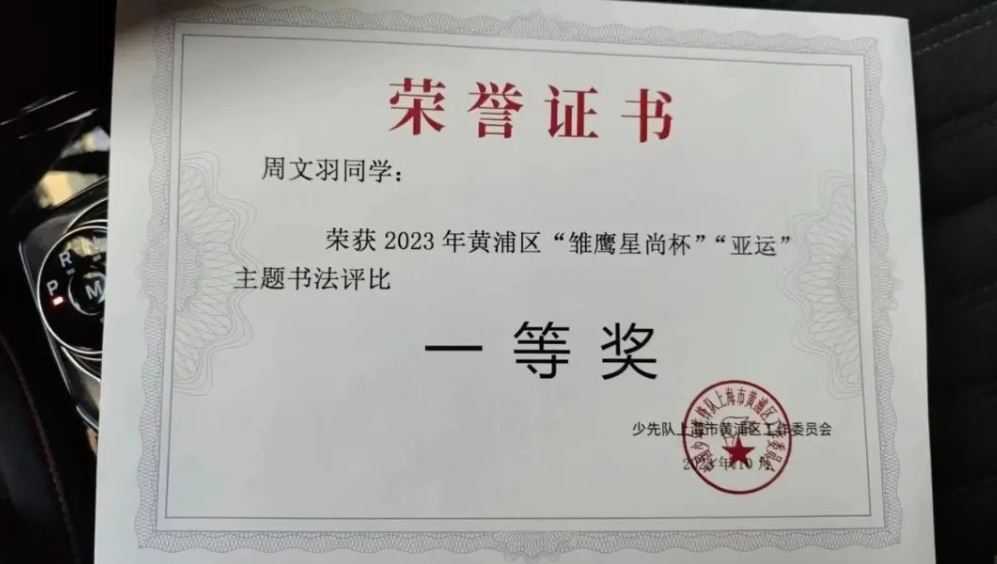 荣誉证书
周文羽同学：
荣获 2023 年黄浦区“雏鹰星尚杯”“亚运”
主题书法评比
一等奖
少先队上海市黄浦区工作委员会
2023 年 10 月
P
R
M